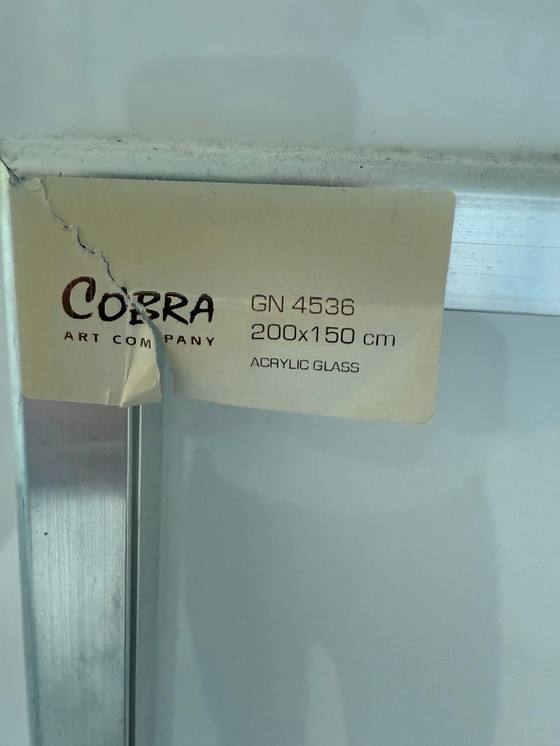 COBRA
ART COMPANY
GN 4536
200x150 cm
ACRYLIC GLASS